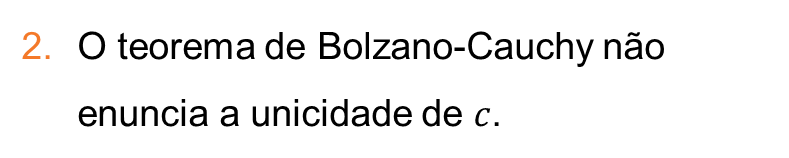 2. O teorema de Bolzano-Cauchy não
enuncia a unicidade de c.